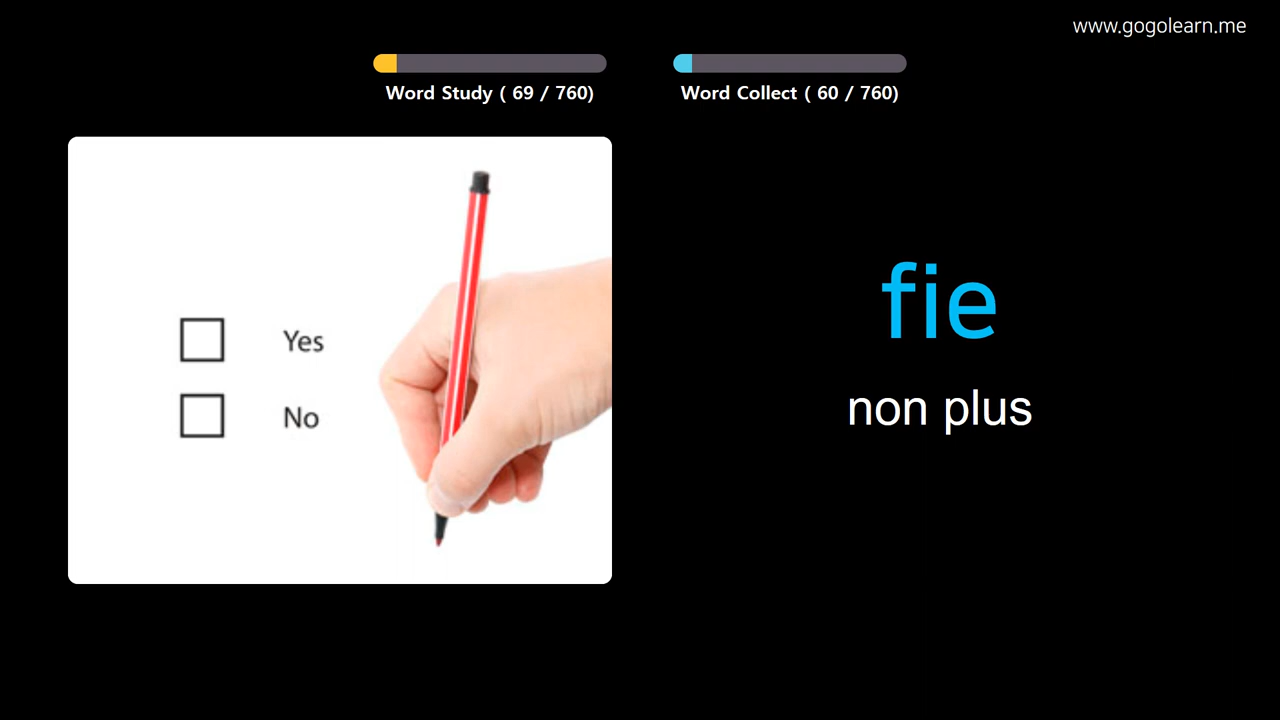 www.gogolearn.me
Word Study ( 69 / 760)
Word Collect ( 60 / 760)
Yes
No
fie
non plus